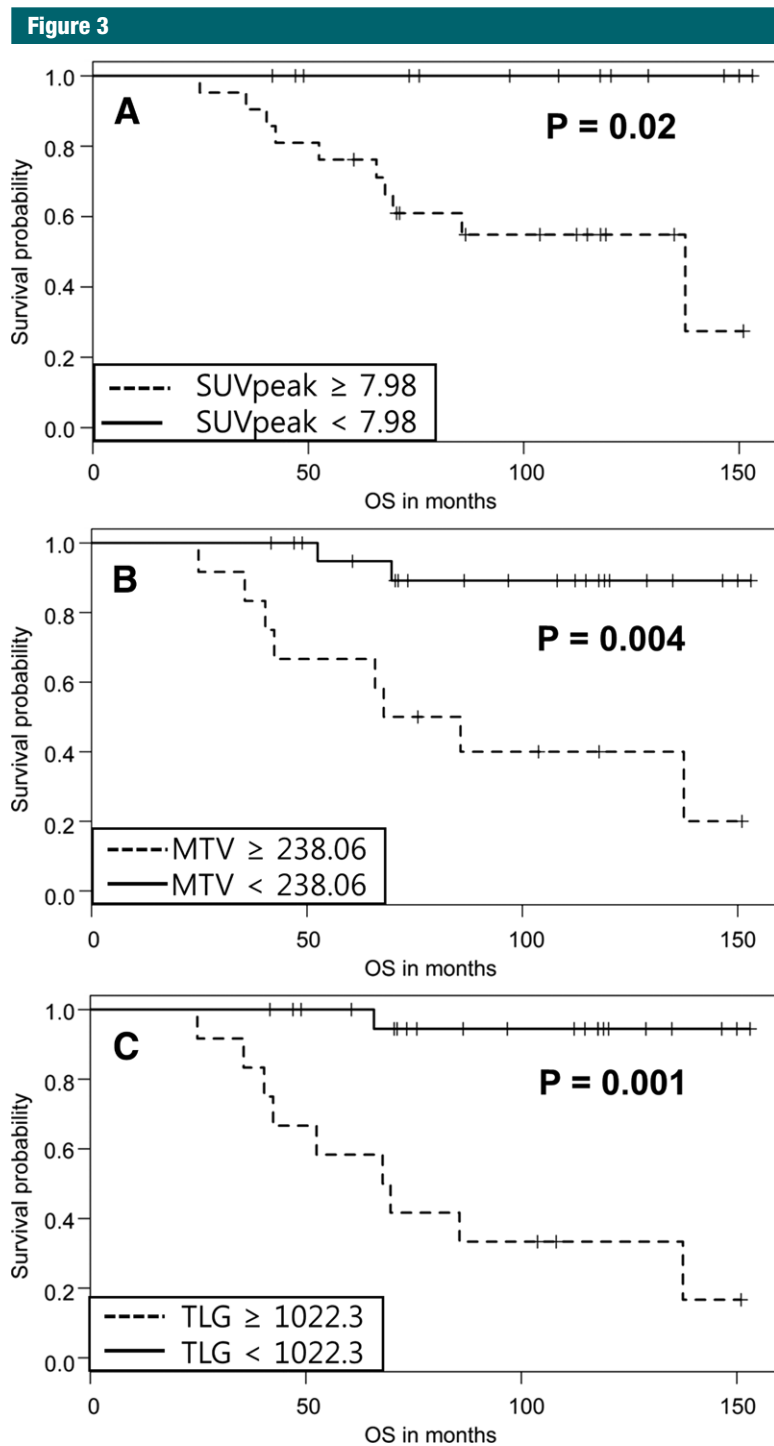 Figure 3
A
P = 0.02
Survival probability
1.0
0.8
0.6
0.4
0.2
0.0
SUVpeak ≥ 7.98
SUVpeak < 7.98
0 50 100 150
OS in months
B
P = 0.004
Survival probability
1.0
0.8
0.6
0.4
0.2
0.0
MTV ≥ 238.06
MTV < 238.06
0 50 100 150
OS in months
C
P = 0.001
Survival probability
1.0
0.8
0.6
0.4
0.2
0.0
TLG ≥ 1022.3
TLG < 1022.3
0 50 100 150
OS in months